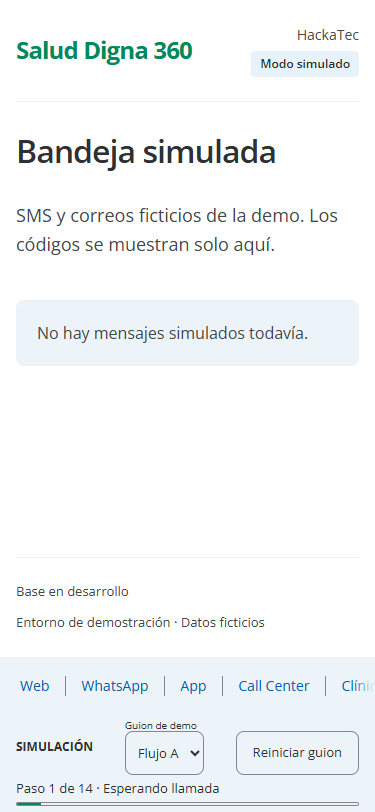 Salud Digna 360
HackaTec
Modo simulado
Bandeja simulada
SMS y correos ficticios de la demo. Los
códigos se muestran solo aquí.
No hay mensajes simulados todavía.
Base en desarrollo
Entorno de demostración · Datos ficticios
Web WhatsApp App Call Center Clínic
Guion de demo
SIMULACIÓN Flujo A Reiniciar guion
Paso 1 de 14 · Esperando llamada